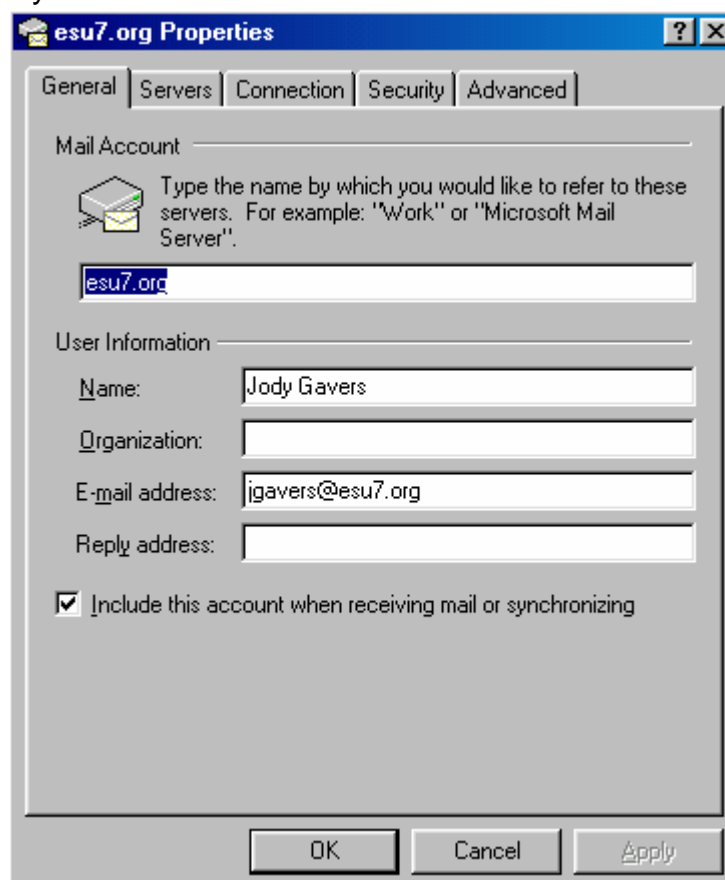 esu7.org Properties
General Servers Connection Security Advanced
Mail Account
Type the name by which you would like to refer to these
servers. For example: "Work" or "Microsoft Mail
Server".
esu7.org
User Information
Name: Jody Gavers
Organization:
E-mail address: jgavers@esu7.org
Reply address:
Include this account when receiving mail or synchronizing
OK Cancel Apply